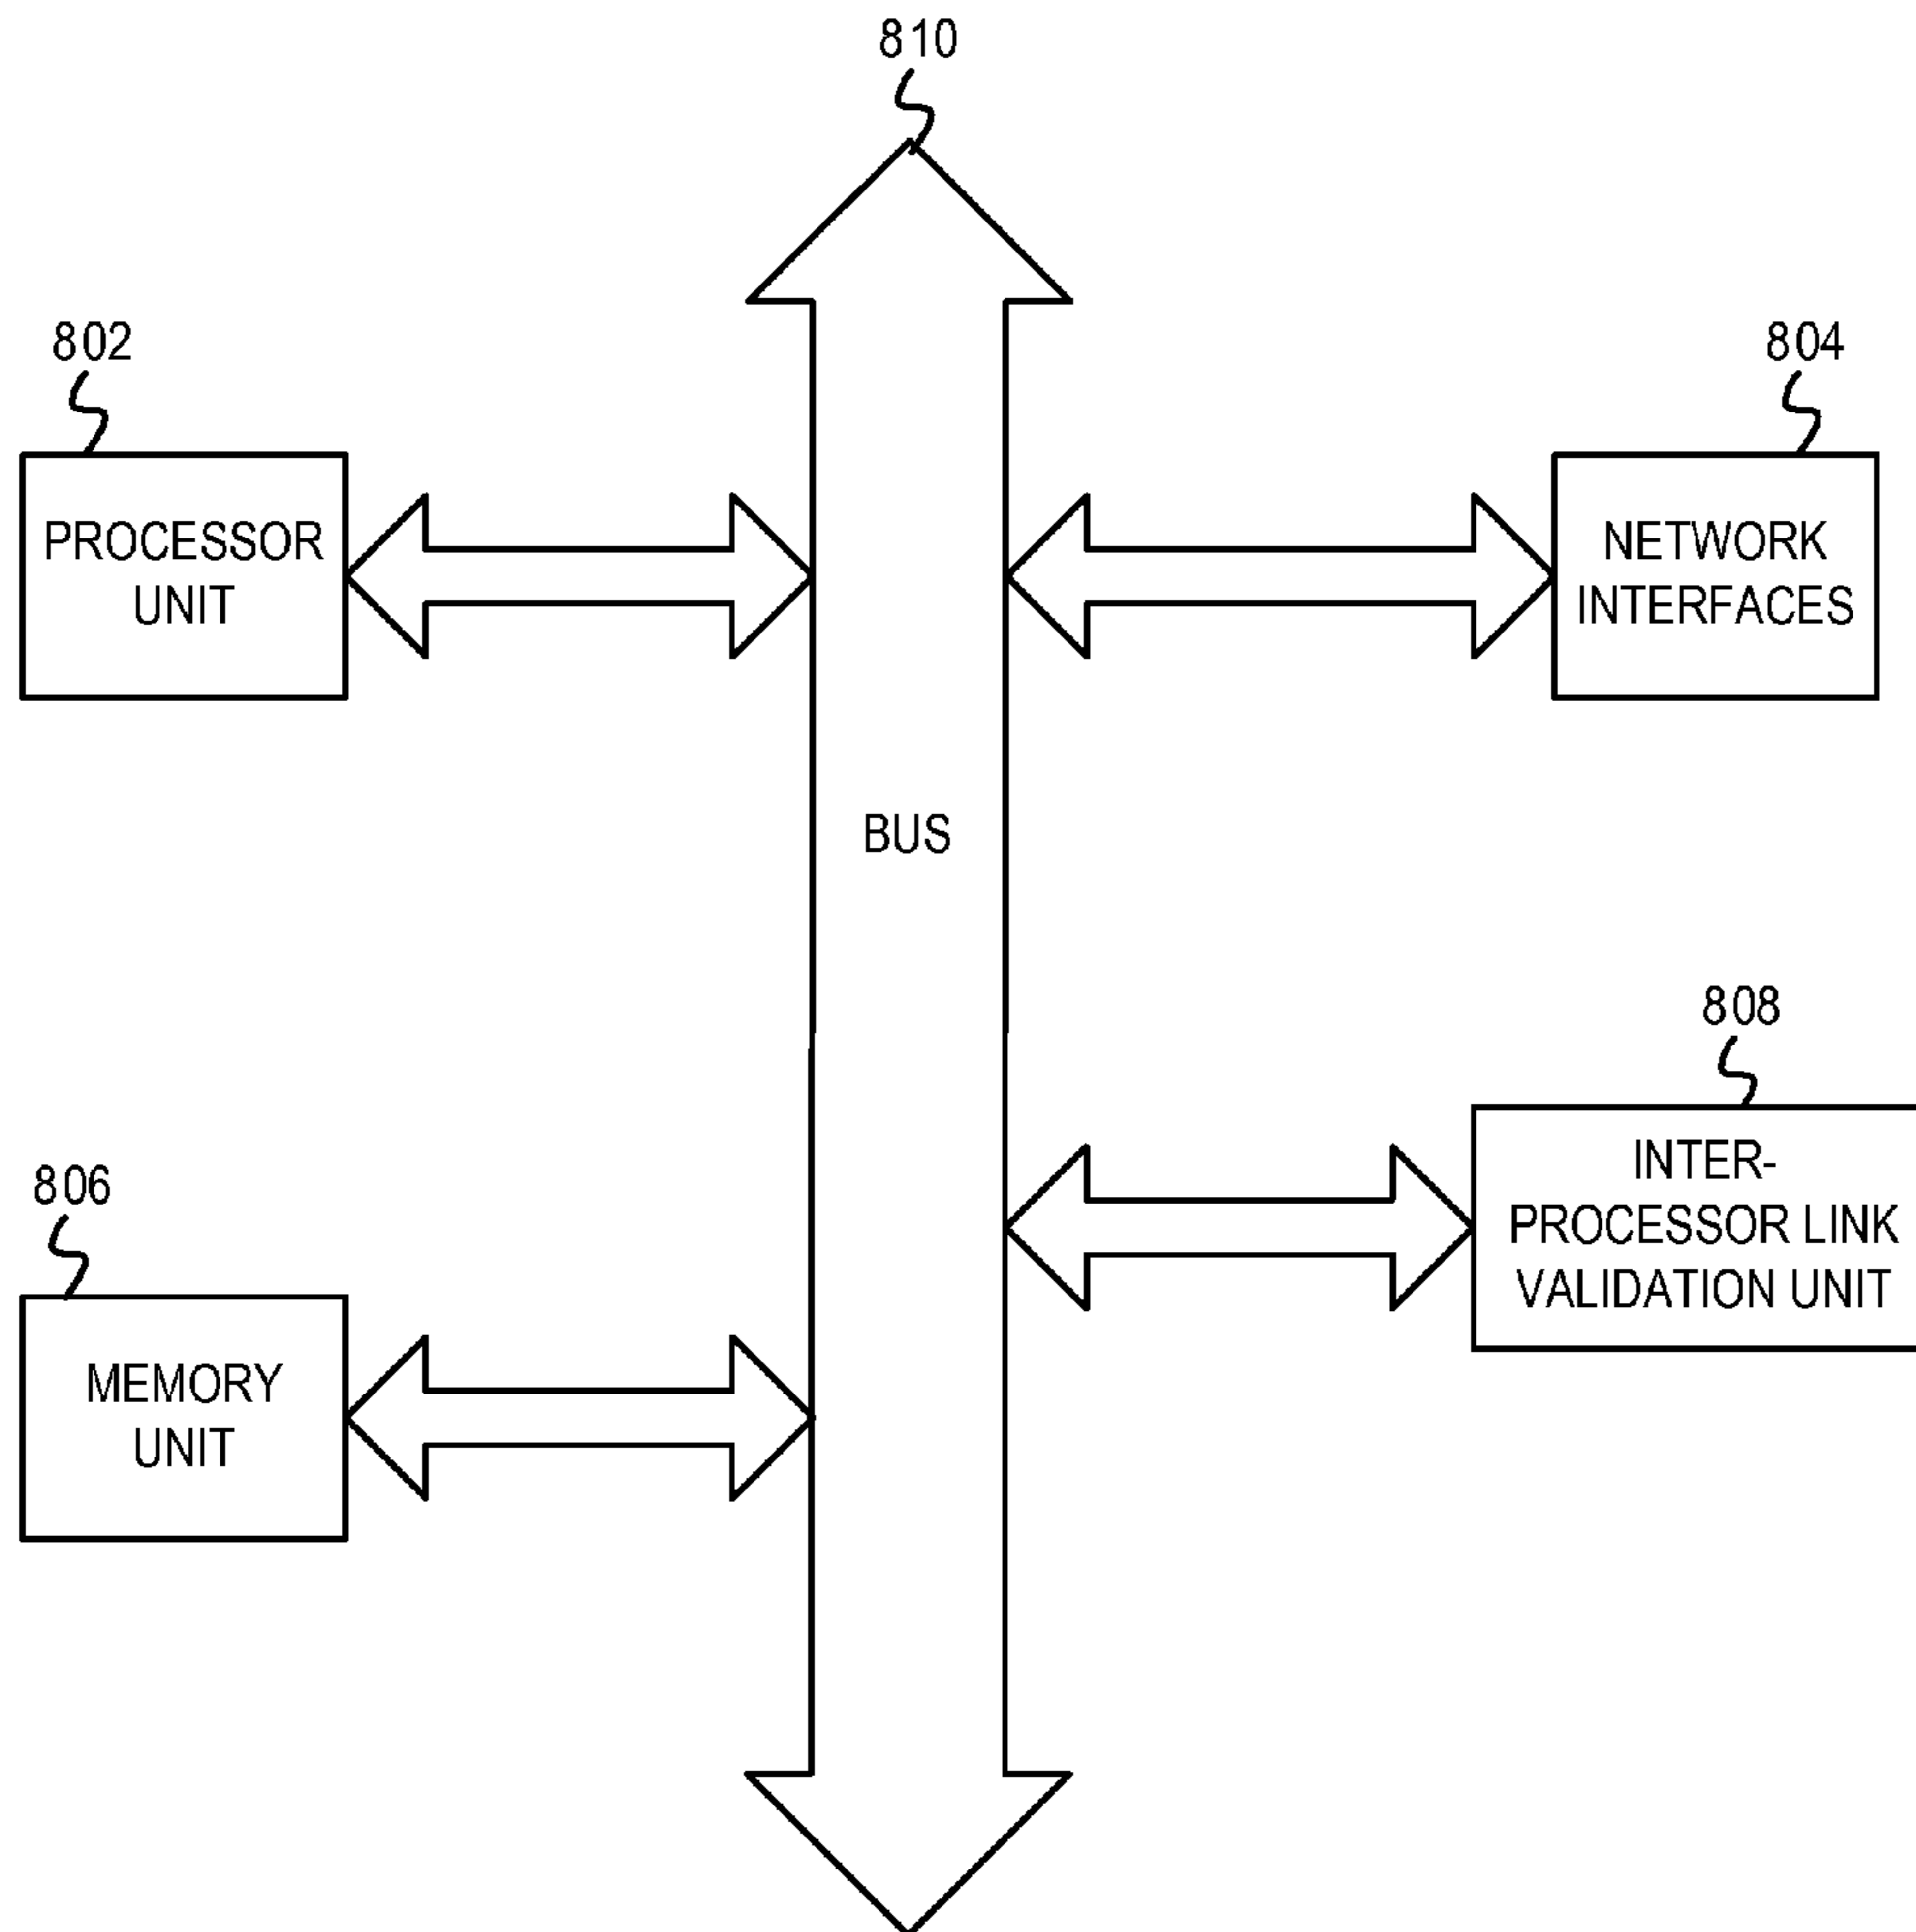 810
802
PROCESSOR
UNIT
804
NETWORK
INTERFACES
BUS
806
MEMORY
UNIT
808
INTER-
PROCESSOR LINK
VALIDATION UNIT